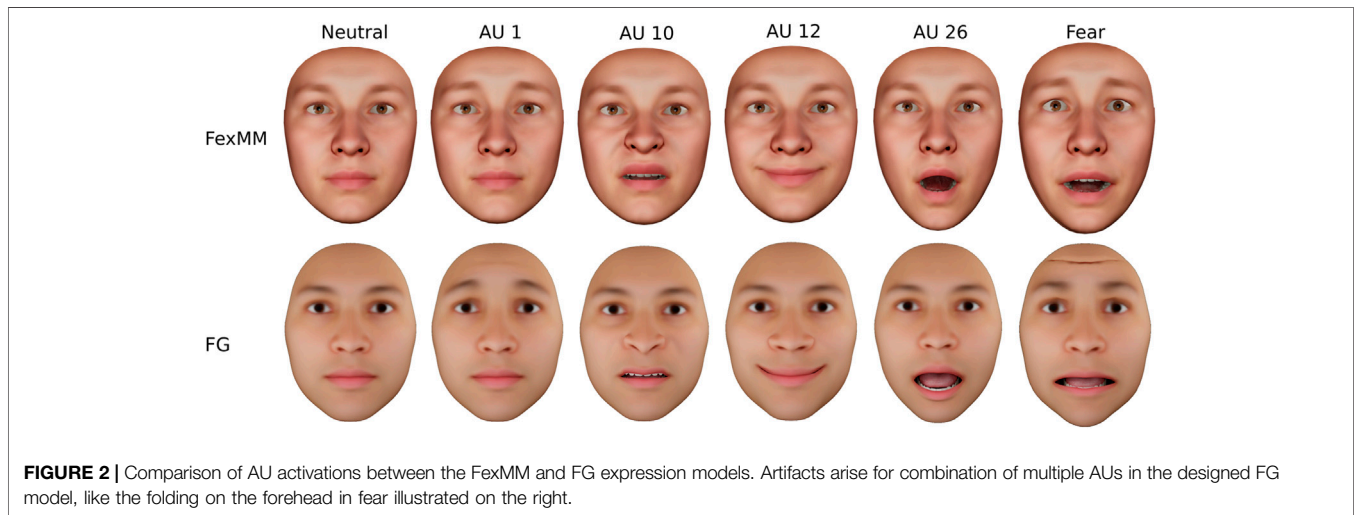 Neutral AU 1 AU 10 AU 12 AU 26 Fear
FexMM
FG
FIGURE 2 | Comparison of AU activations between the FexMM and FG expression models. Artifacts arise for combination of multiple AUs in the designed FG
model, like the folding on the forehead in fear illustrated on the right.